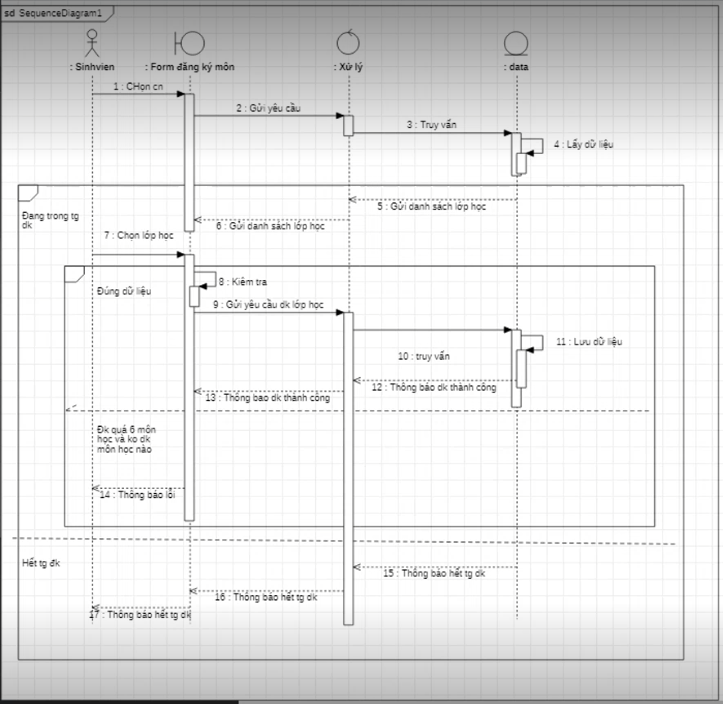 sd SequenceDiagram1
: Sinhvien
: Form đăng ký môn
: Xử lý
: data
1 : CHọn cn
2 : Gửi yêu cầu
3 : Truy vấn
4 : Lấy dữ liệu
5 : Gửi danh sách lớp học
Đang trong tg
dk
6 : Gửi danh sách lớp học
7 : Chọn lớp học
8 : Kiêm tra
Đúng dữ liệu
9 : Gửi yêu cầu dk lớp học
11 : Lưu dữ liệu
10 : truy vấn
12 : Thông báo dk thành công
13 : Thông bao dk thành công
Đk quá 6 môn
học và ko dk
môn học nào
14 : Thông báo lỗi
Hết tg đk
15 : Thông báo hết tg dk
16 : Thông báo hết tg dk
17 : Thông báo hết tg dk